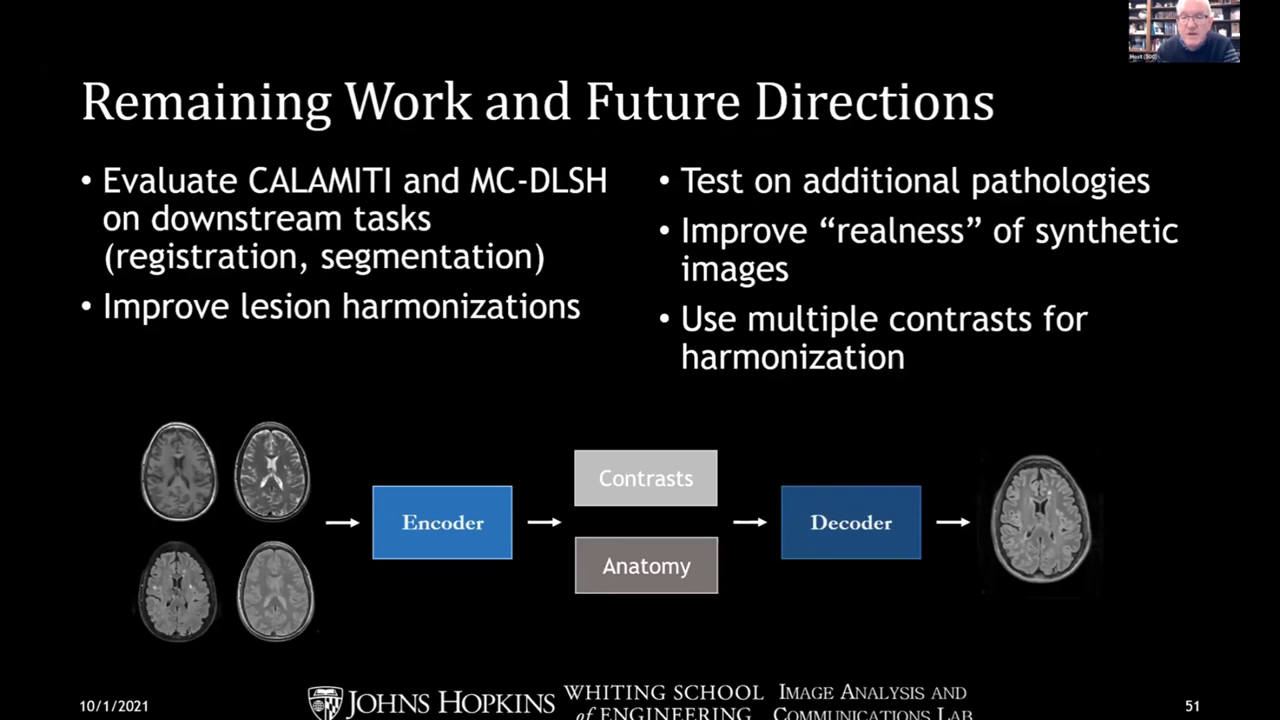 Remaining Work and Future Directions
• Evaluate CALAMITI and MC-DLSH
on downstream tasks
(registration, segmentation)
• Improve lesion harmonizations
• Test on additional pathologies
• Improve “realness” of synthetic
images
• Use multiple contrasts for
harmonization
Encoder
Contrasts
Anatomy
Decoder
10/1/2021
JOHNS HOPKINS
WHITING SCHOOL
of ENGINEERING
IMAGE ANALYSIS AND
COMMUNICATIONS LAB
51